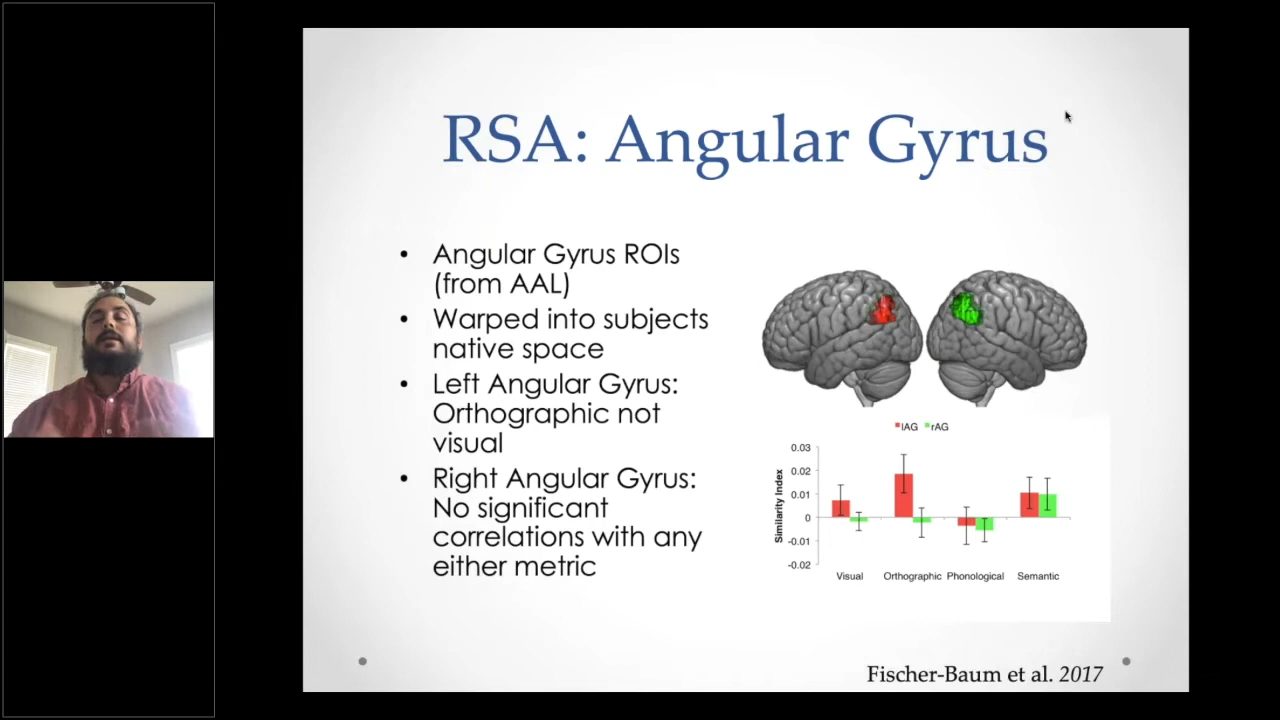 RSA: Angular Gyrus
• Angular Gyrus ROIs
(from AAL)
• Warped into subjects
native space
• Left Angular Gyrus:
Orthographic not
visual
• Right Angular Gyrus:
No significant
correlations with any
either metric
lAG rAG
Similarity Index
0.03
0.02
0.01
0
-0.01
-0.02
Visual Orthographic Phonological Semantic
Fischer-Baum et al. 2017